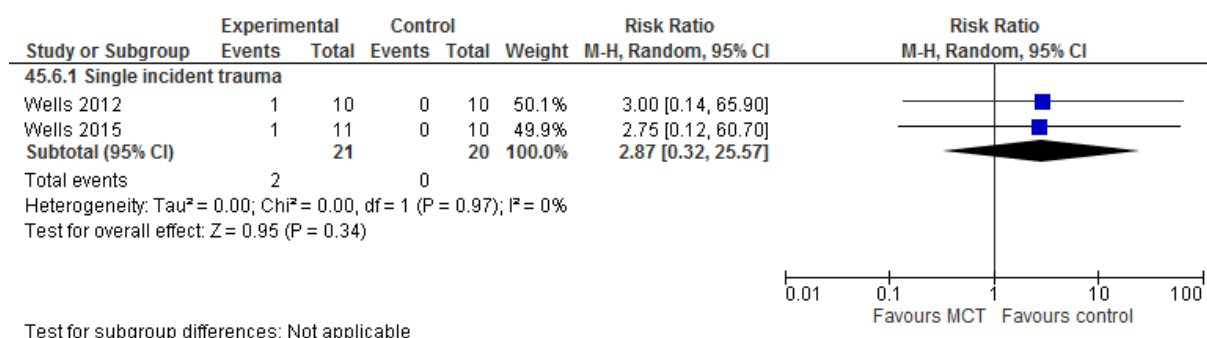 Experimental Control Risk Ratio Risk Ratio
Study or Subgroup Events Total Events Total Weight M-H, Random, 95% CI M-H, Random, 95% CI
45.6.1 Single incident trauma
Wells 2012 1 10 0 10 50.1% 3.00 [0.14, 65.90]
Wells 2015 1 11 0 10 49.9% 2.75 [0.12, 60.70]
Subtotal (95% CI) 21 20 100.0% 2.87 [0.32, 25.57]
Total events 2 0
Heterogeneity: Tau² = 0.00; Chi² = 0.00, df = 1 (P = 0.97); I² = 0%
Test for overall effect: Z = 0.95 (P = 0.34)
0.01 0.1 1 10 100
Favours MCT Favours control
Test for subgroup differences: Not applicable